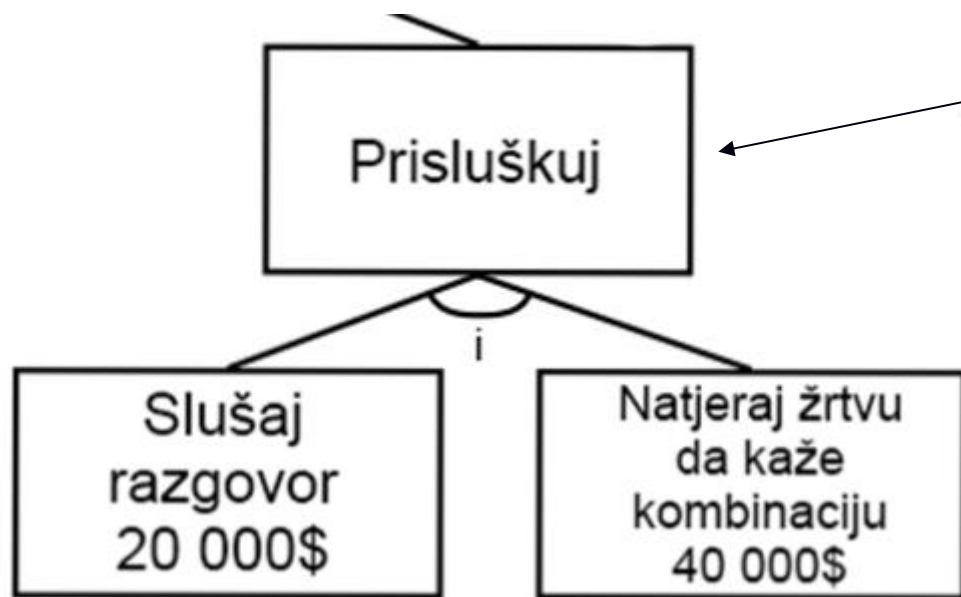 Prisluškuj
i
Slušaj
razgovor
20 000$
Natjeraj žrtvu
da kaže
kombinaciju
40 000$